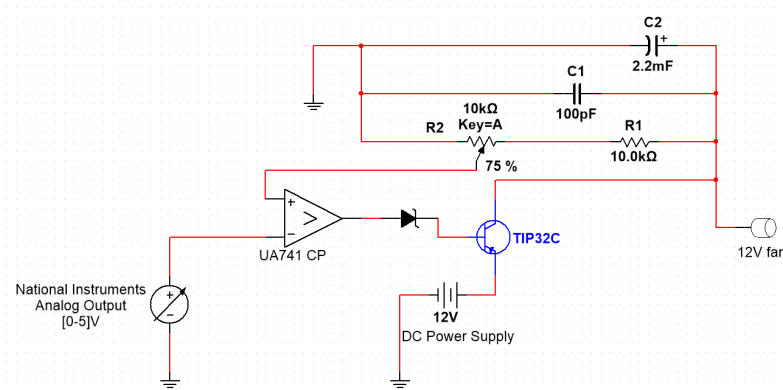 C2
+
2.2mF
C1
100pF
10kΩ
Key=A
R2
R1
10.0kΩ
75 %
+
−
UA741 CP
TIP32C
12V far
National Instruments
Analog Output
[0-5]V
+
−
12V
DC Power Supply